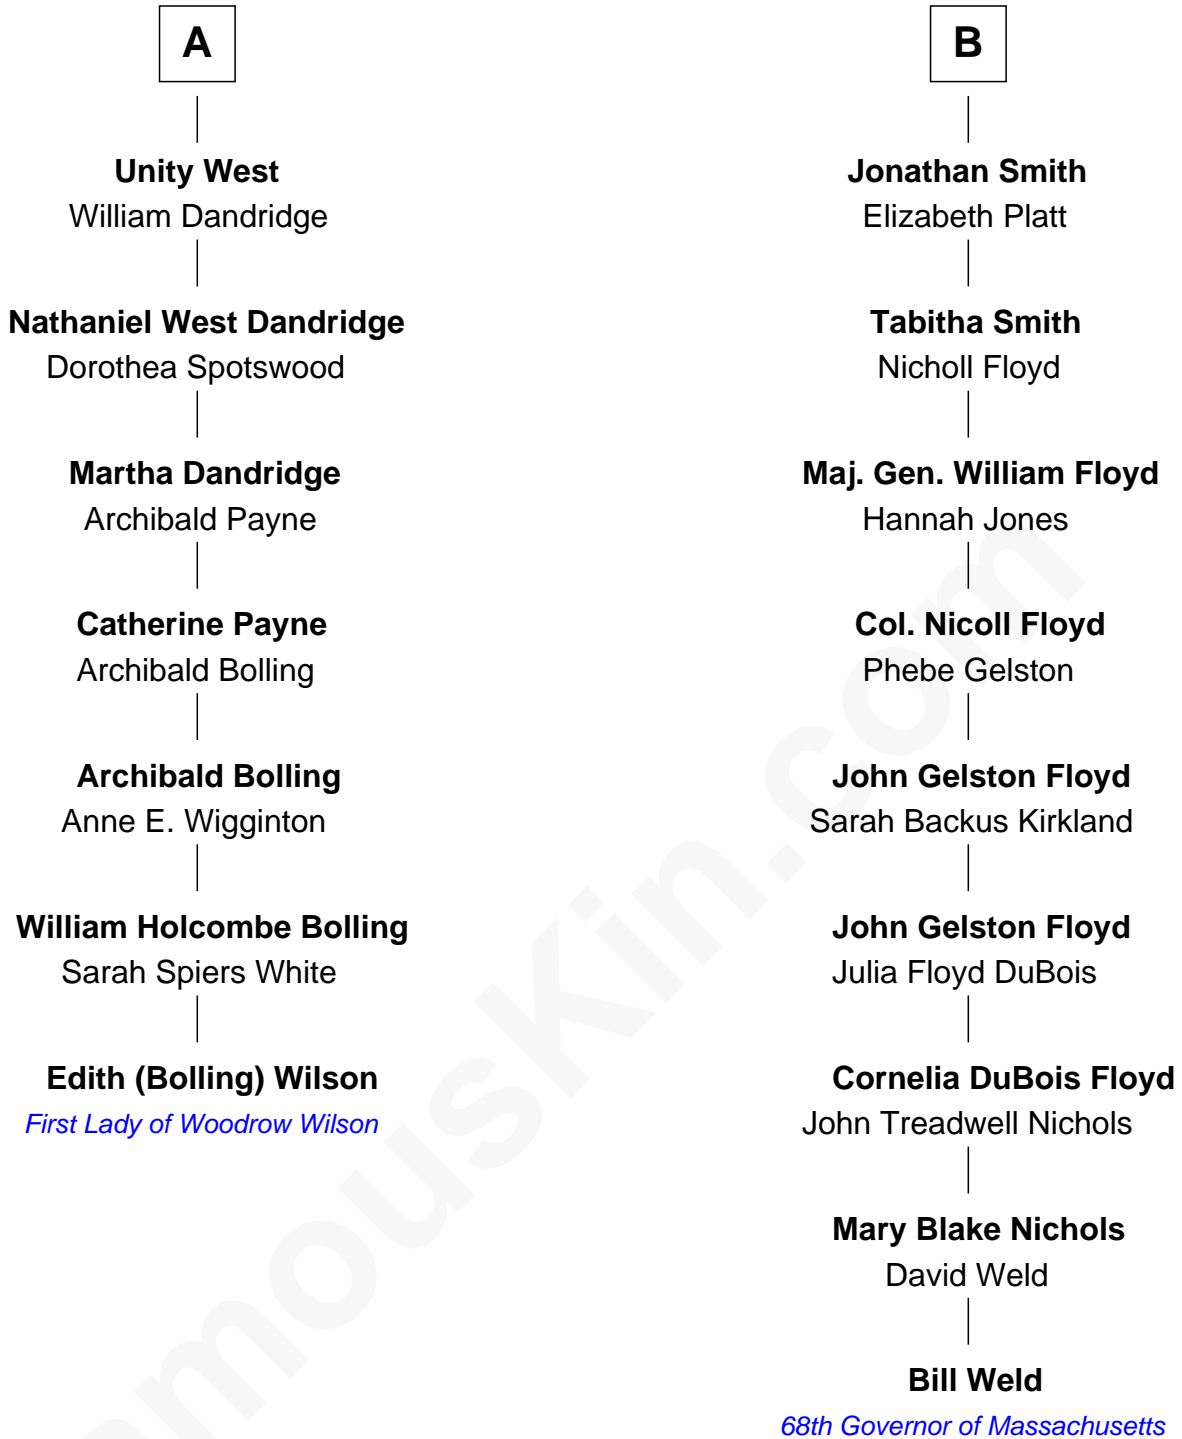 A
Unity West
William Dandridge
Nathaniel West Dandridge
Dorothea Spotswood
Martha Dandridge
Archibald Payne
Catherine Payne
Archibald Bolling
Archibald Bolling
Anne E. Wigginton
William Holcombe Bolling
Sarah Spiers White
Edith (Bolling) Wilson
First Lady of Woodrow Wilson
B
Jonathan Smith
Elizabeth Platt
Tabitha Smith
Nicholl Floyd
Maj. Gen. William Floyd
Hannah Jones
Col. Nicoll Floyd
Phebe Gelston
John Gelston Floyd
Sarah Backus Kirkland
John Gelston Floyd
Julia Floyd DuBois
Cornelia DuBois Floyd
John Treadwell Nichols
Mary Blake Nichols
David Weld
Bill Weld
68th Governor of Massachusetts
amousKin.com